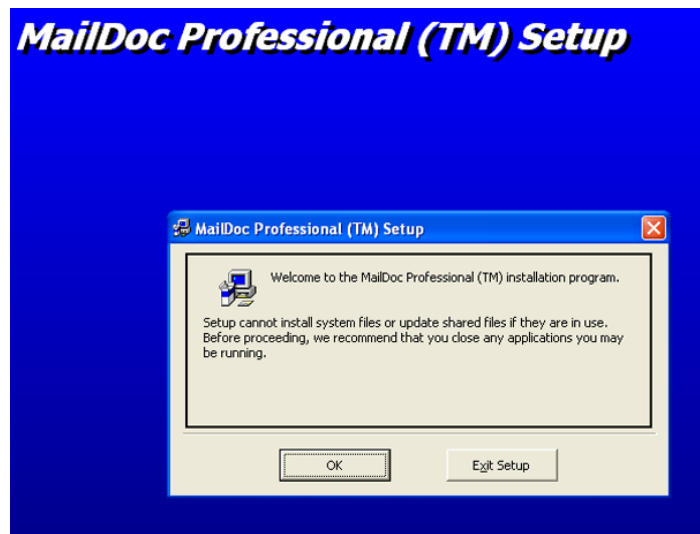 MailDoc Professional (TM) Setup
MailDoc Professional (TM) Setup
Welcome to the MailDoc Professional (TM) installation program.
Setup cannot install system files or update shared files if they are in use.
Before proceeding, we recommend that you close any applications you may
be running.
OK
Exit Setup